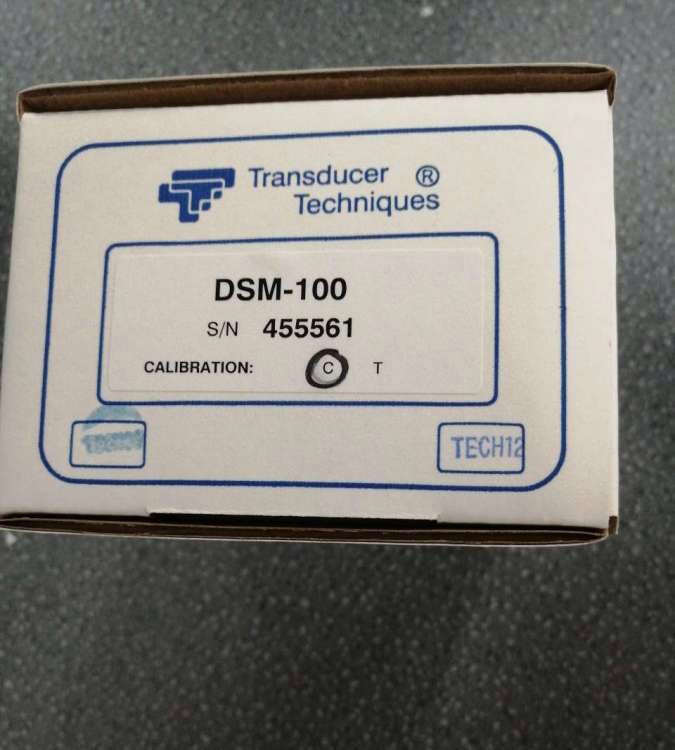 Transducer ®
Techniques
DSM-100
S/N 455561
CALIBRATION: C T
TECH12